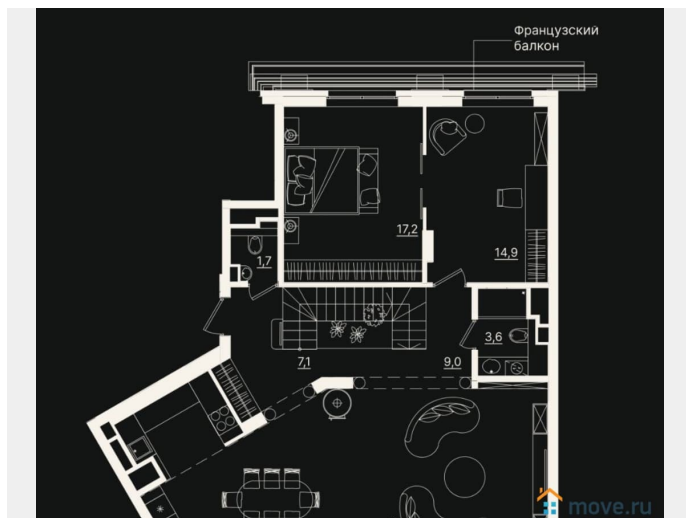 Французский
балкон
17,2
1,7
14,9
3,6
7,1
9,0
move.ru